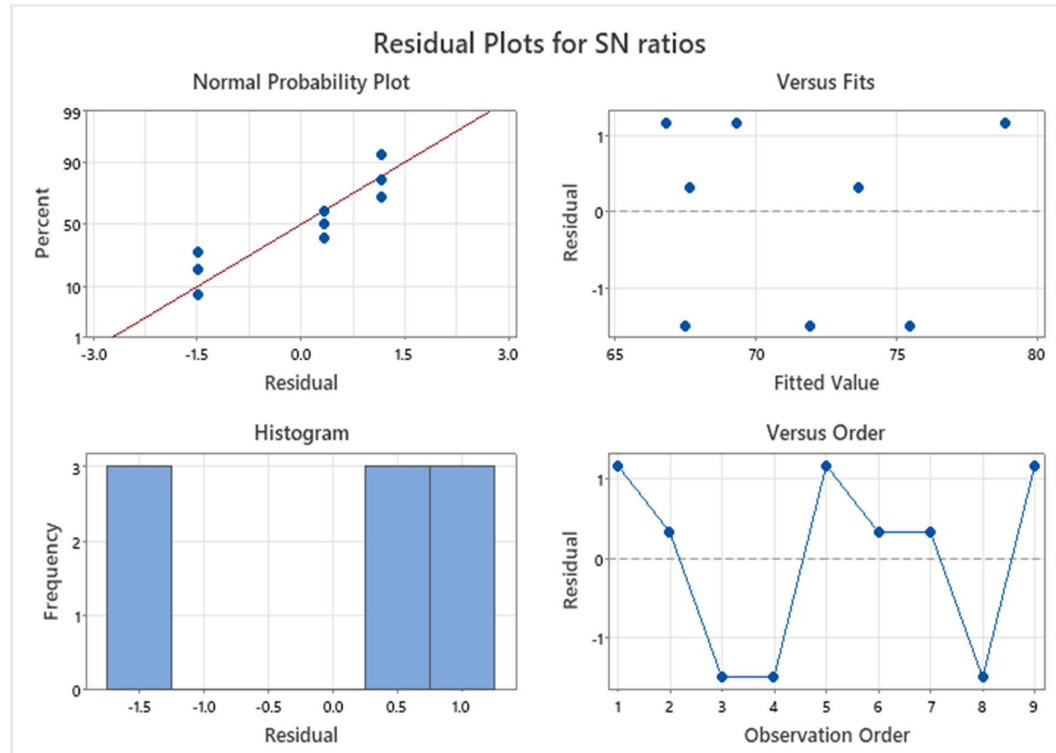 Residual Plots for SN ratios
Normal Probability Plot
99
90
50
10
1
Percent
-3.0 -1.5 0.0 1.5 3.0
Residual
Versus Fits
1
0
-1
Residual
65 70 75 80
Fitted Value
Histogram
3
2
1
0
Frequency
-1.5 -1.0 -0.5 0.0 0.5 1.0
Residual
Versus Order
1
0
-1
Residual
1 2 3 4 5 6 7 8 9
Observation Order